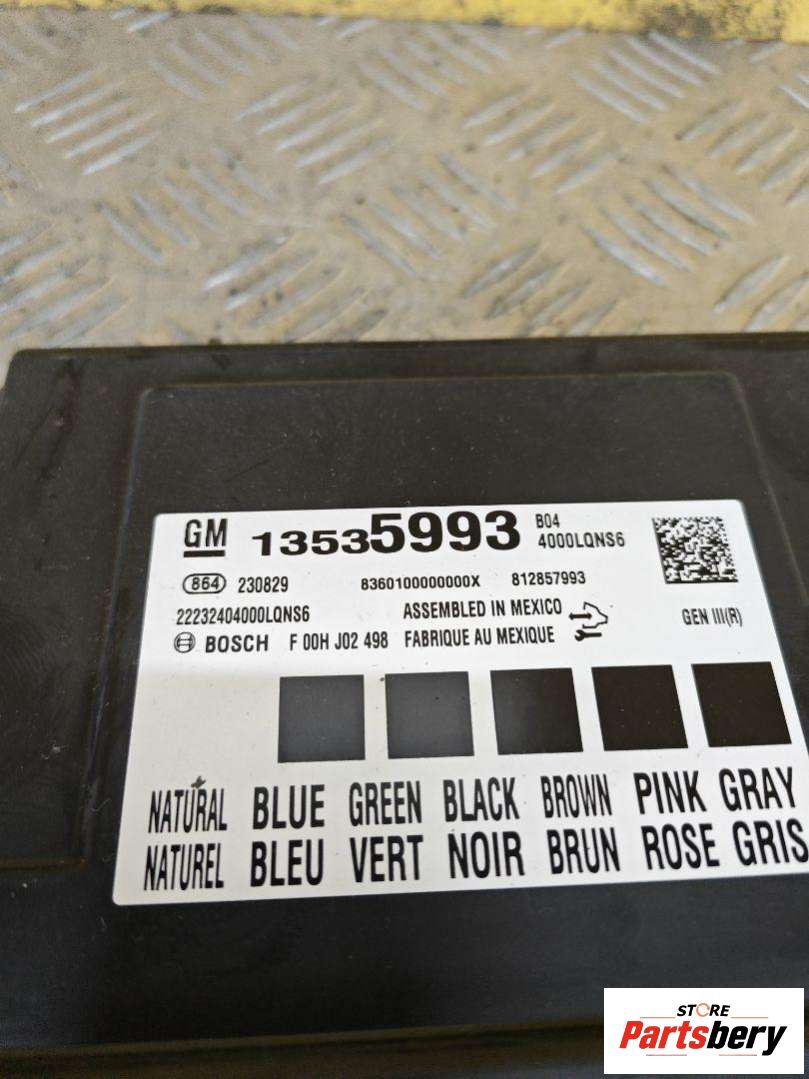 GM 13535993 B04
4000LQNS6
864 230829 8360100000000X 812857993
22232404000LQNS6 ASSEMBLED IN MEXICO GEN III(R)
BOSCH F 00H J02 498 FABRIQUE AU MEXIQUE
NATURAL BLUE GREEN BLACK BROWN PINK GRAY
NATUREL BLEU VERT NOIR BRUN ROSE GRIS
STORE
Partsbery